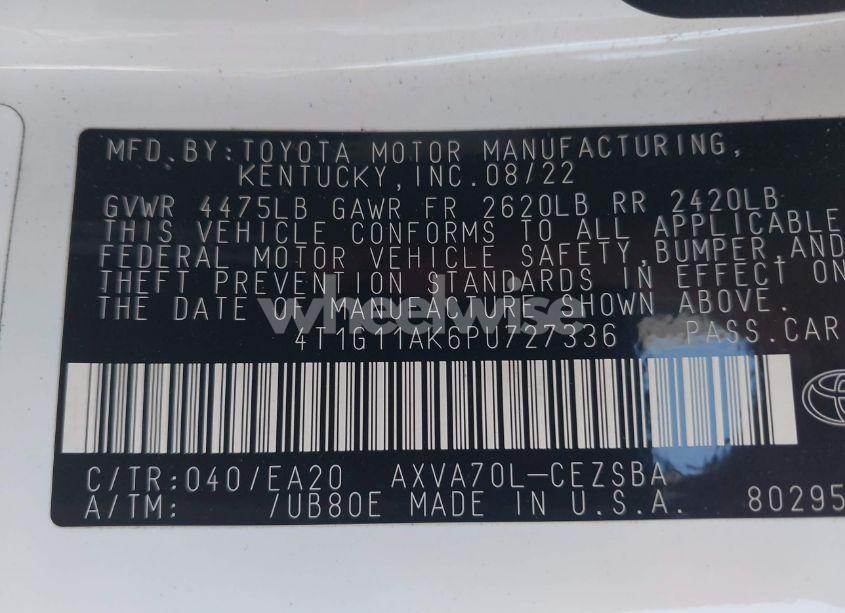 MFD. BY: TOYOTA MOTOR MANUFACTURING,
KENTUCKY, INC. 08/22
GVWR 4475LB GAWR FR 2620LB RR 2420LB
THIS VEHICLE CONFORMS TO ALL APPLICABLE
FEDERAL MOTOR VEHICLE SAFETY, BUMPER, AND
THEFT PREVENTION STANDARDS IN EFFECT ON
THE DATE OF MANUFACTURE SHOWN ABOVE.
wheelwise
4T1G11AK6PU727336 PASS. CAR
C/TR: 040/EA20 AXVA70L-CEZSBA
A/TM: /UB80E MADE IN U.S.A. 80295